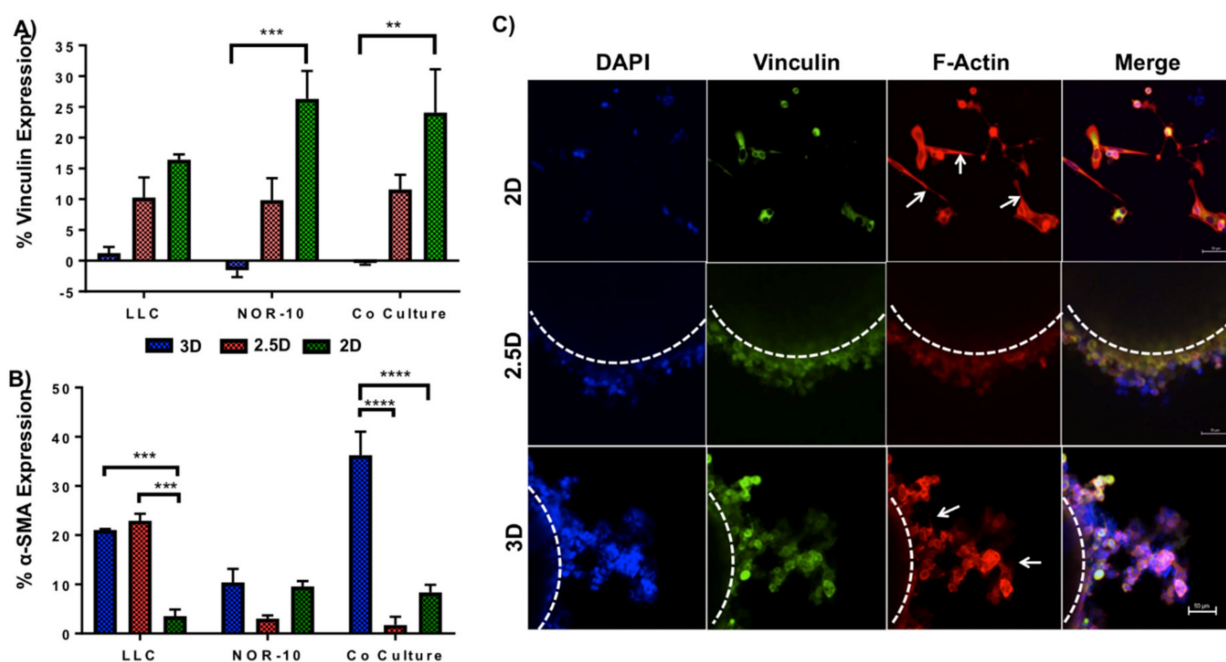 A)
% Vinculin Expression
35
30
25
20
15
10
5
0
-5
***
**
LLC
NOR-10
Co Culture
3D
2.5D
2D
B)
% α-SMA Expression
50
40
30
20
10
0
***
***
****
****
LLC
NOR-10
Co Culture
C)
DAPI
Vinculin
F-Actin
Merge
2D
2.5D
3D
50 µm